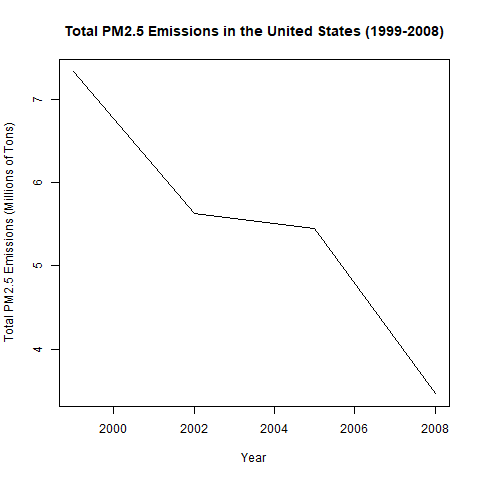 Total PM2.5 Emissions in the United States (1999-2008)
Total PM2.5 Emissions (Millions of Tons)
7
6
5
4
2000 2002 2004 2006 2008
Year